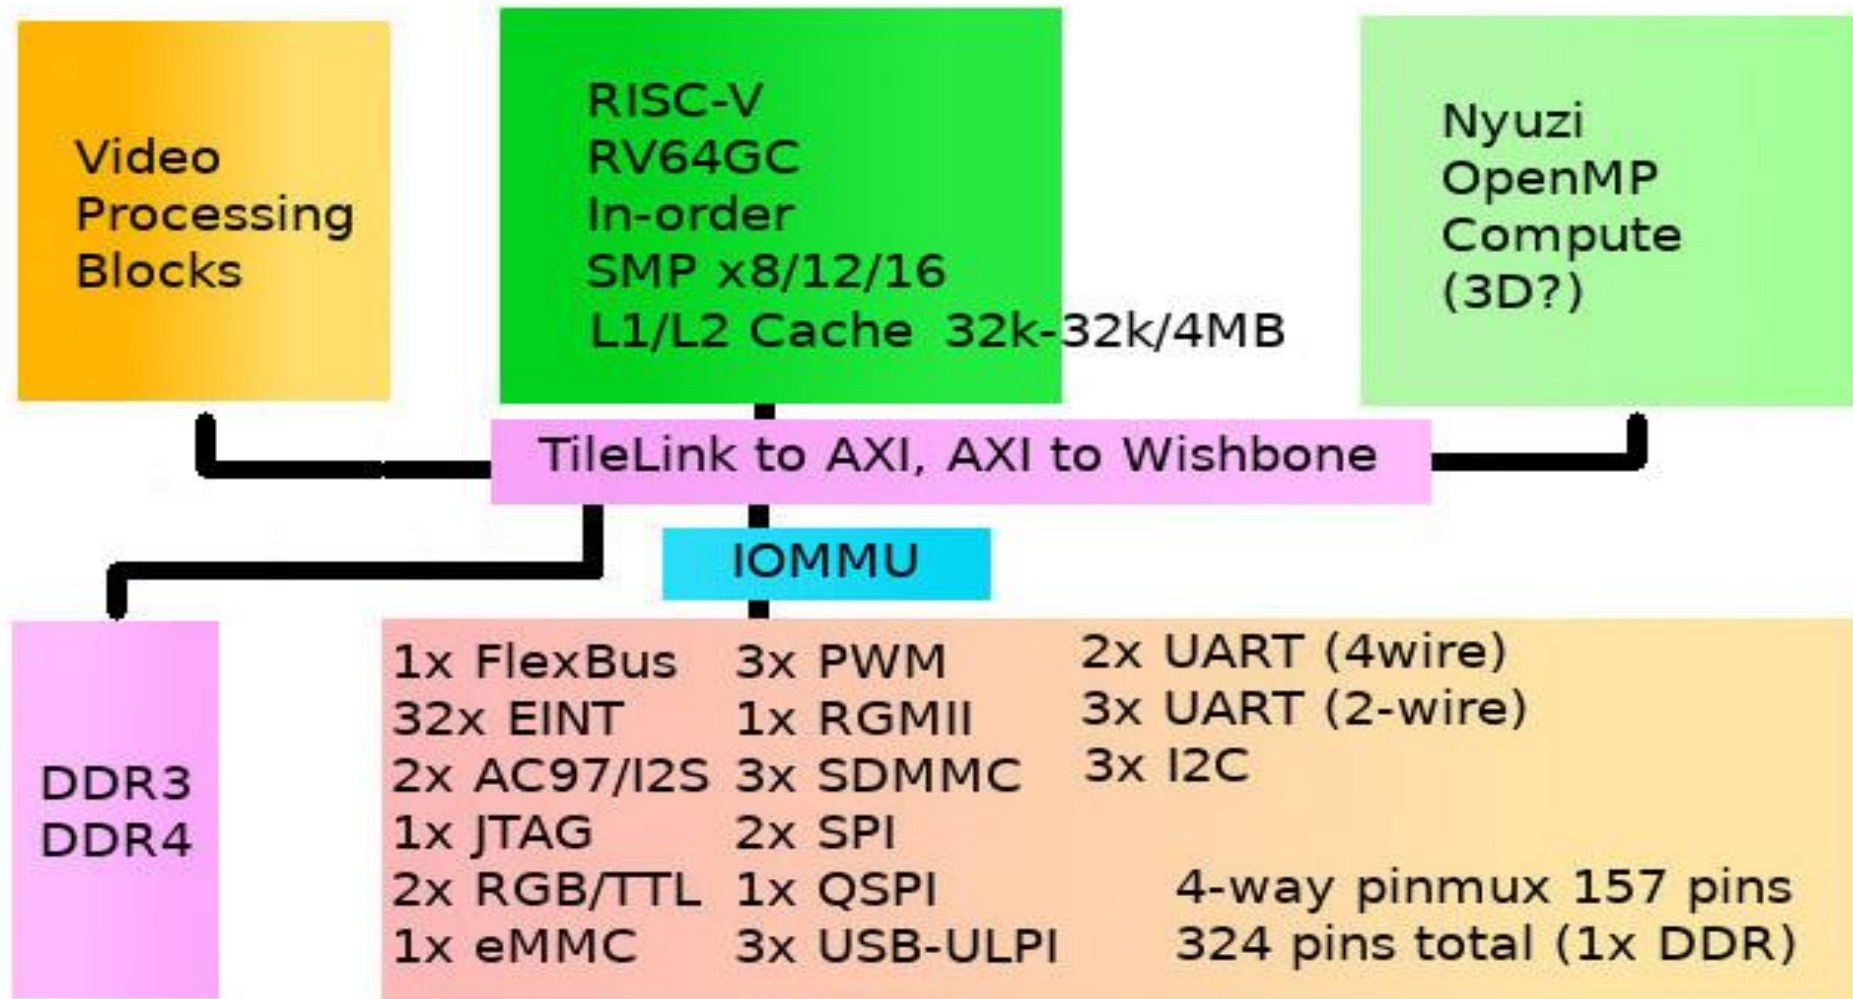 Video
Processing
Blocks
RISC-V
RV64GC
In-order
SMP x8/12/16
L1/L2 Cache 32k-32k/4MB
Nyuzi
OpenMP
Compute
(3D?)
TileLink to AXI, AXI to Wishbone
IOMMU
DDR3
DDR4
1x FlexBus
32x EINT
2x AC97/I2S
1x JTAG
2x RGB/TTL
1x eMMC
3x PWM
1x RGMII
3x SDMMC
2x SPI
1x QSPI
3x USB-ULPI
2x UART (4wire)
3x UART (2-wire)
3x I2C
4-way pinmux 157 pins
324 pins total (1x DDR)